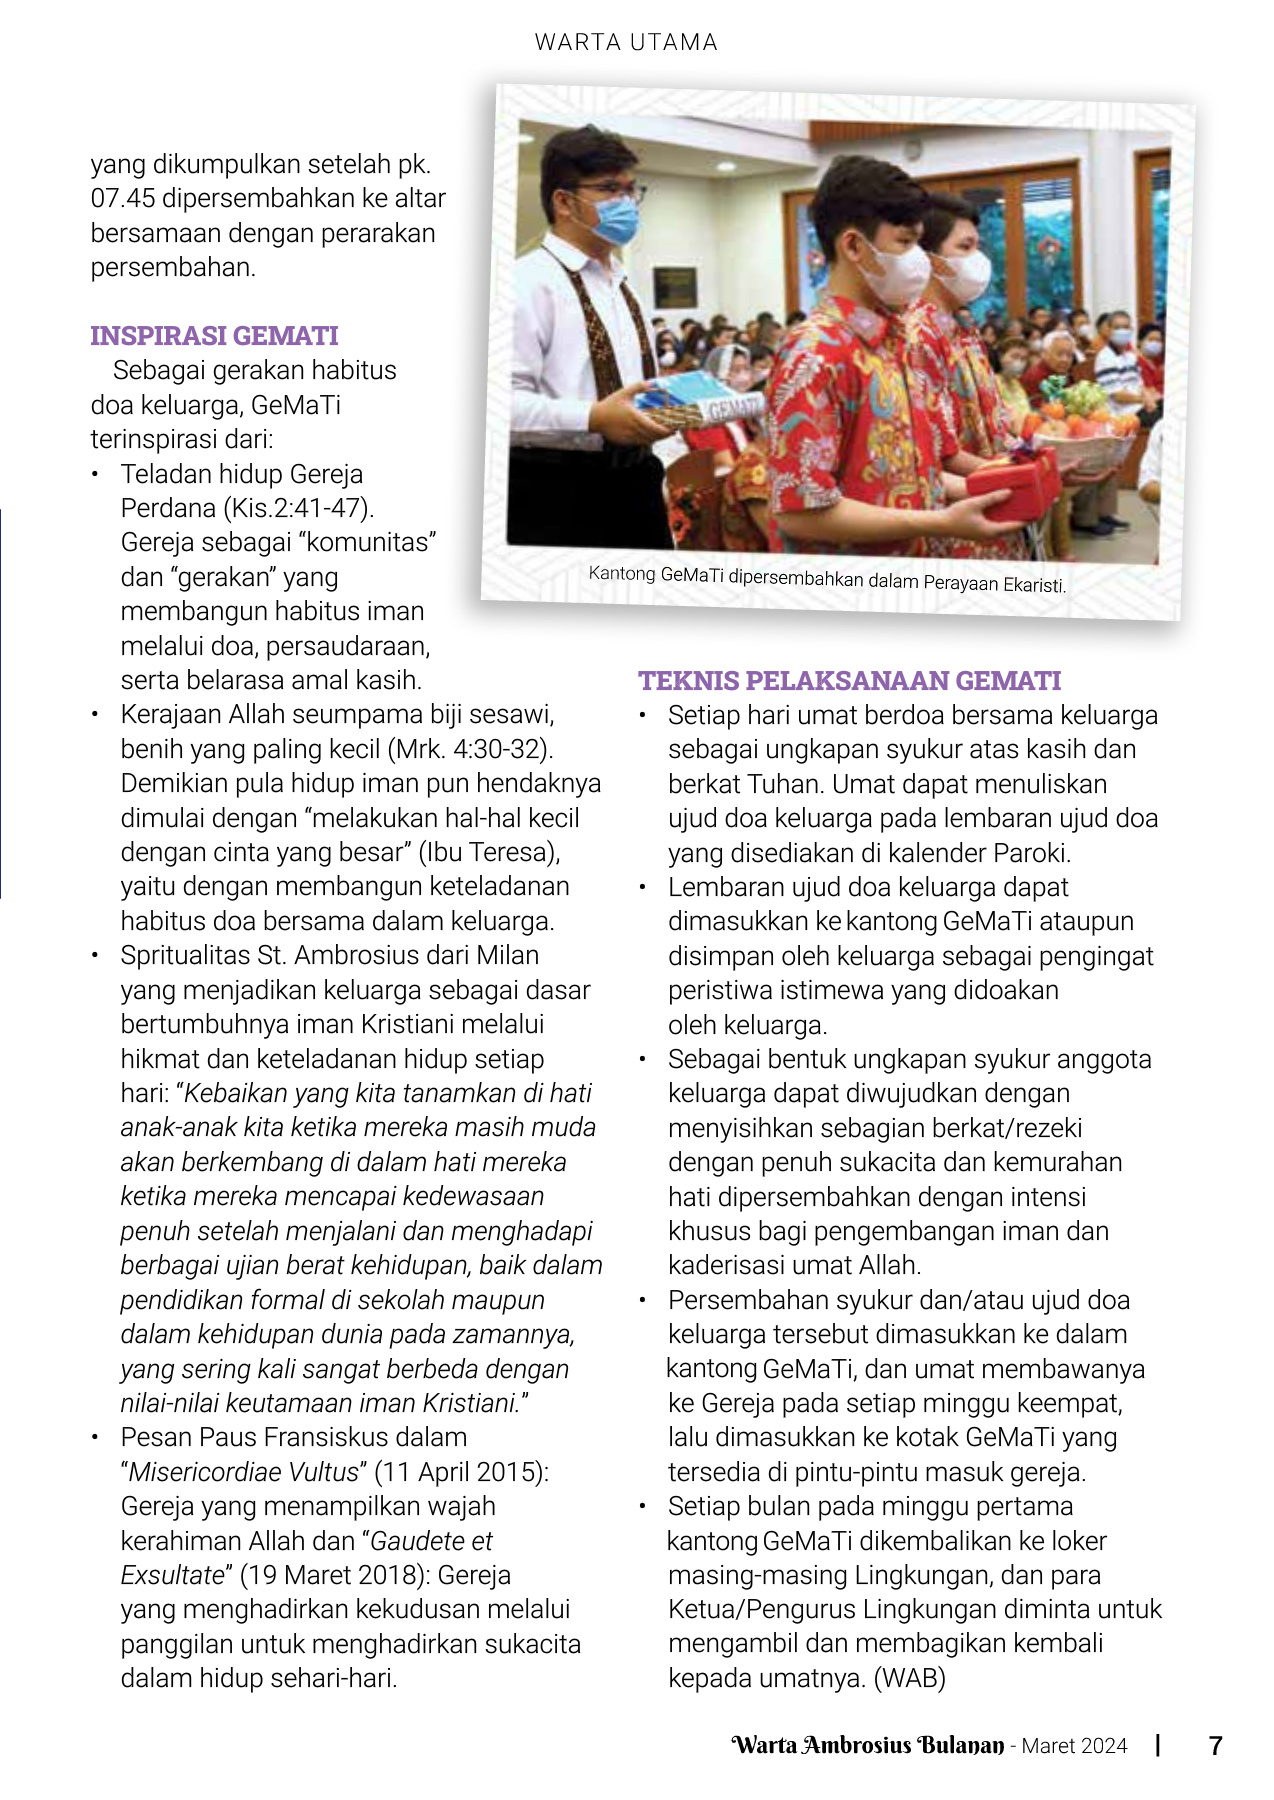 WARTA UTAMA
yang dikumpulkan setelah pk.
07.45 dipersembahkan ke altar
bersamaan dengan perarakan
persembahan.
INSPIRASI GEMATI
Sebagai gerakan habitus
doa keluarga, GeMaTi
terinspirasi dari:
• Teladan hidup Gereja
Perdana (Kis.2:41-47).
Gereja sebagai “komunitas”
dan “gerakan” yang
membangun habitus iman
melalui doa, persaudaraan,
serta belarasa amal kasih.
• Kerajaan Allah seumpama biji sesawi,
benih yang paling kecil (Mrk. 4:30-32).
Demikian pula hidup iman pun hendaknya
dimulai dengan “melakukan hal-hal kecil
dengan cinta yang besar” (Ibu Teresa),
yaitu dengan membangun keteladanan
habitus doa bersama dalam keluarga.
• Spritualitas St. Ambrosius dari Milan
yang menjadikan keluarga sebagai dasar
bertumbuhnya iman Kristiani melalui
hikmat dan keteladanan hidup setiap
hari: “Kebaikan yang kita tanamkan di hati
anak-anak kita ketika mereka masih muda
akan berkembang di dalam hati mereka
ketika mereka mencapai kedewasaan
penuh setelah menjalani dan menghadapi
berbagai ujian berat kehidupan, baik dalam
pendidikan formal di sekolah maupun
dalam kehidupan dunia pada zamannya,
yang sering kali sangat berbeda dengan
nilai-nilai keutamaan iman Kristiani.”
• Pesan Paus Fransiskus dalam
“Misericordiae Vultus” (11 April 2015):
Gereja yang menampilkan wajah
kerahiman Allah dan “Gaudete et
Exsultate” (19 Maret 2018): Gereja
yang menghadirkan kekudusan melalui
panggilan untuk menghadirkan sukacita
dalam hidup sehari-hari.
GEMATI
Kantong GeMaTi dipersembahkan dalam Perayaan Ekaristi.
TEKNIS PELAKSANAAN GEMATI
• Setiap hari umat berdoa bersama keluarga
sebagai ungkapan syukur atas kasih dan
berkat Tuhan. Umat dapat menuliskan
ujud doa keluarga pada lembaran ujud doa
yang disediakan di kalender Paroki.
• Lembaran ujud doa keluarga dapat
dimasukkan ke kantong GeMaTi ataupun
disimpan oleh keluarga sebagai pengingat
peristiwa istimewa yang didoakan
oleh keluarga.
• Sebagai bentuk ungkapan syukur anggota
keluarga dapat diwujudkan dengan
menyisihkan sebagian berkat/rezeki
dengan penuh sukacita dan kemurahan
hati dipersembahkan dengan intensi
khusus bagi pengembangan iman dan
kaderisasi umat Allah.
• Persembahan syukur dan/atau ujud doa
keluarga tersebut dimasukkan ke dalam
kantong GeMaTi, dan umat membawanya
ke Gereja pada setiap minggu keempat,
lalu dimasukkan ke kotak GeMaTi yang
tersedia di pintu-pintu masuk gereja.
• Setiap bulan pada minggu pertama
kantong GeMaTi dikembalikan ke loker
masing-masing Lingkungan, dan para
Ketua/Pengurus Lingkungan diminta untuk
mengambil dan membagikan kembali
kepada umatnya. (WAB)
Warta Ambrosius Bulanan - Maret 2024 | 7